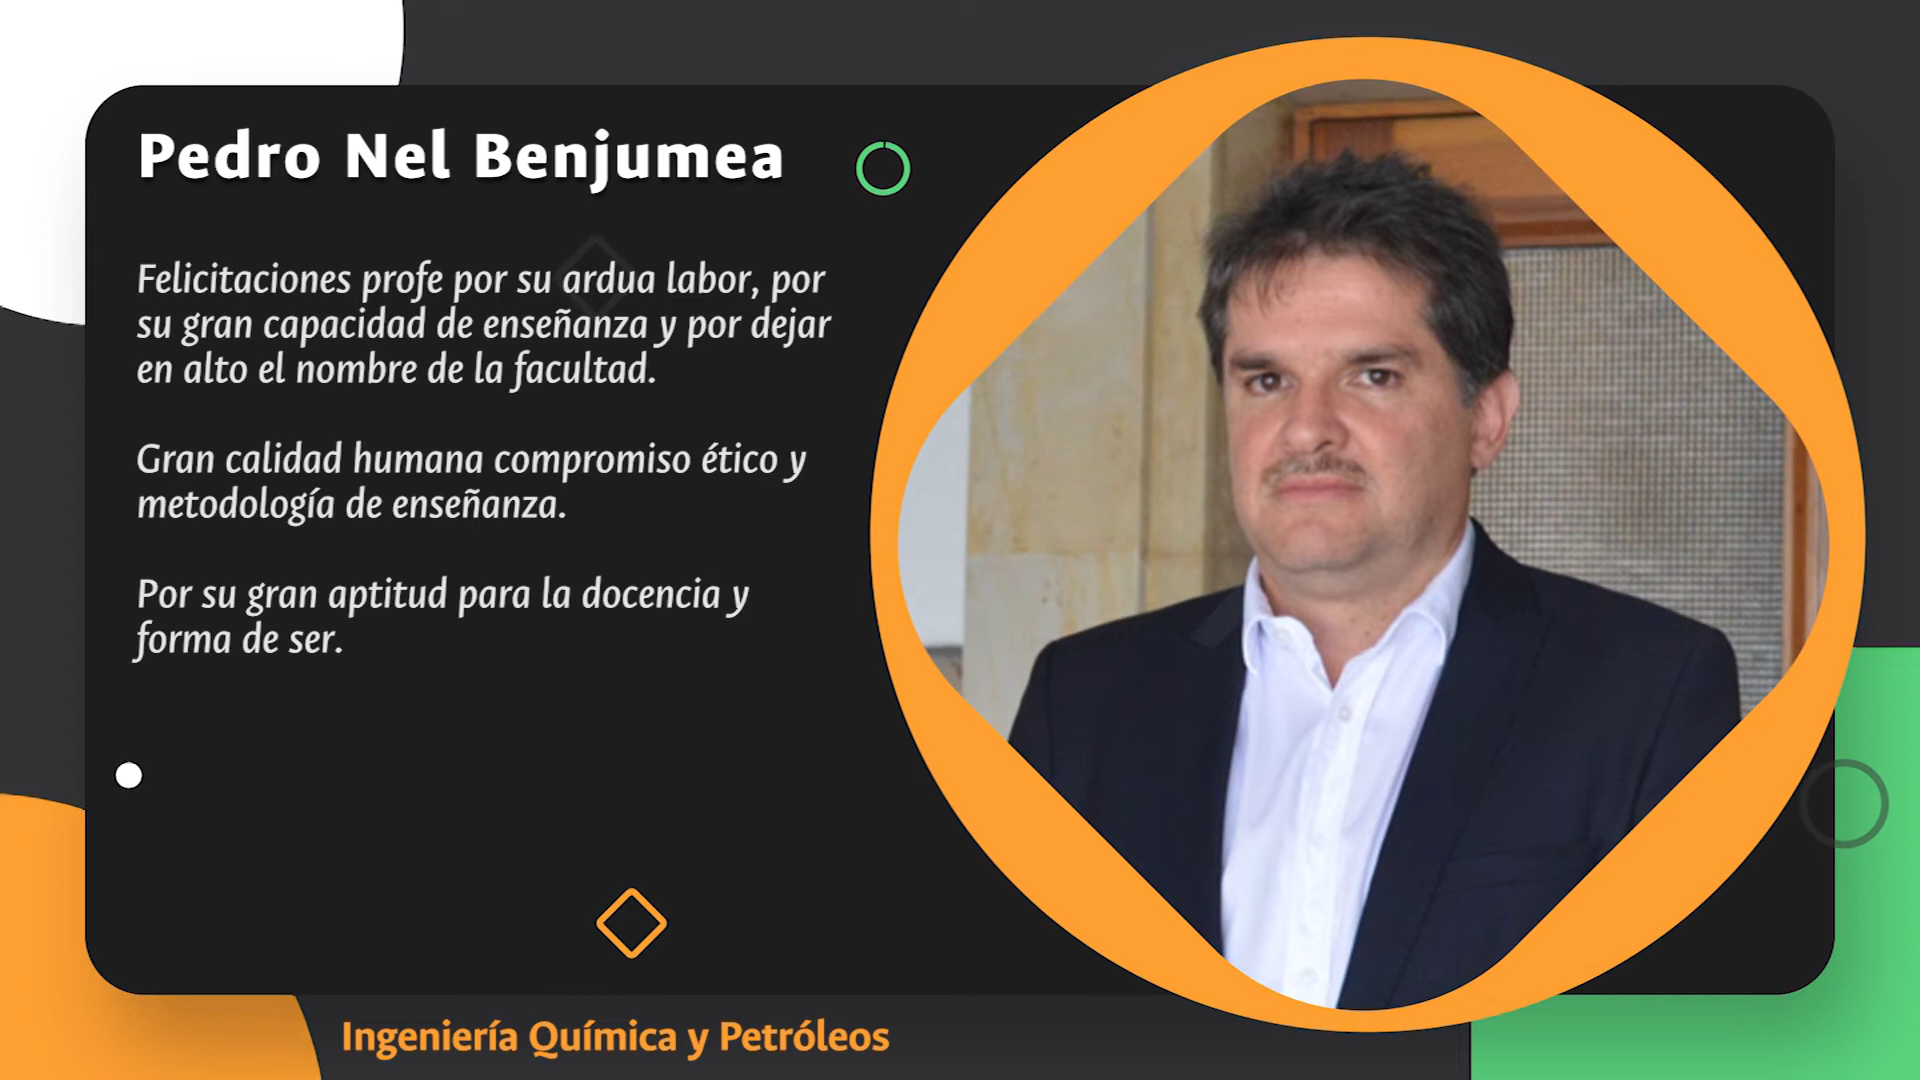 Pedro Nel Benjumea
Felicitaciones profe por su ardua labor, por
su gran capacidad de enseñanza y por dejar
en alto el nombre de la facultad.
Gran calidad humana compromiso ético y
metodología de enseñanza.
Por su gran aptitud para la docencia y
forma de ser.
Ingeniería Química y Petróleos